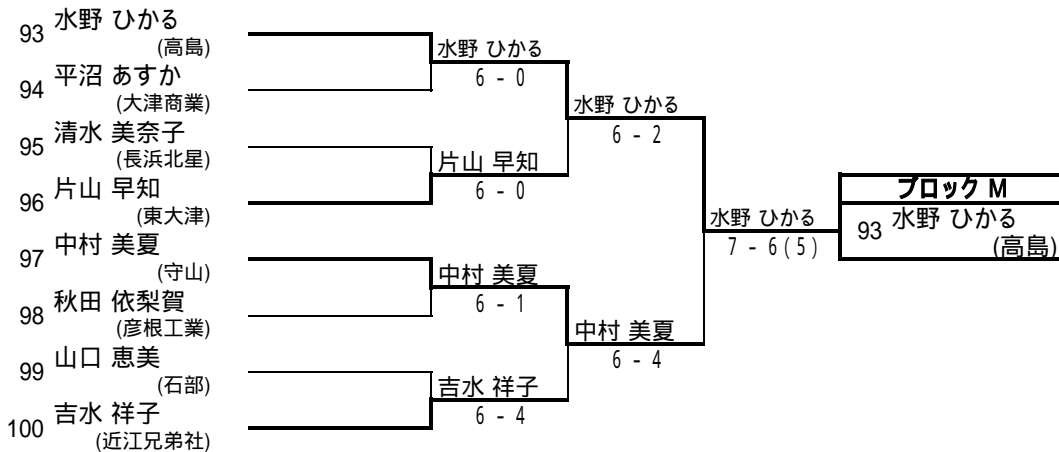 93 水野 ひかる
(高島)
94 平沼 あすか
(大津商業)
95 清水 美奈子
(長浜北星)
96 片山 早知
(東大津)
97 中村 美夏
(守山)
98 秋田 依梨賀
(彦根工業)
99 山口 恵美
(石部)
100 吉水 祥子
(近江兄弟社)
水野 ひかる
6 - 0
片山 早知
6 - 0
中村 美夏
6 - 1
吉水 祥子
6 - 4
水野 ひかる
6 - 2
中村 美夏
6 - 4
水野 ひかる
7 - 6(5)
ブロック M
93 水野 ひかる
(高島)